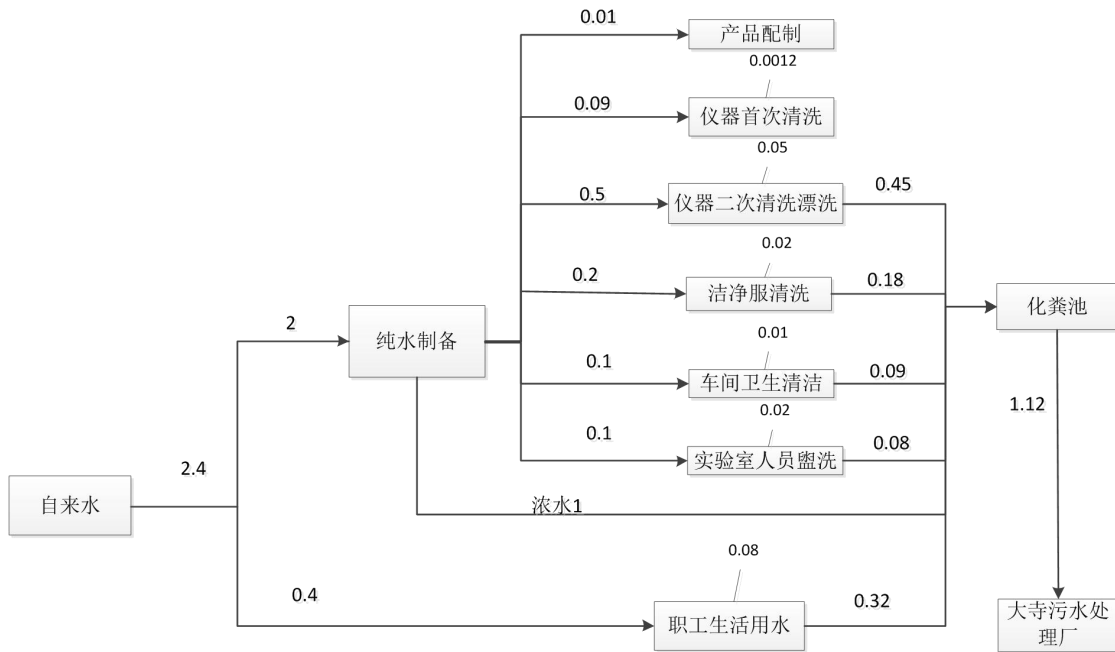 0.01
产品配制
0.0012
0.09
仪器首次清洗
0.05
0.5
仪器二次清洗漂洗
0.45
0.02
0.2
洁净服清洗
0.18
化粪池
2
纯水制备
0.01
0.1
车间卫生清洁
0.09
1.12
0.02
0.1
实验室人员盥洗
0.08
2.4
自来水
浓水1
0.08
0.4
职工生活用水
0.32
大寺污水处
理厂